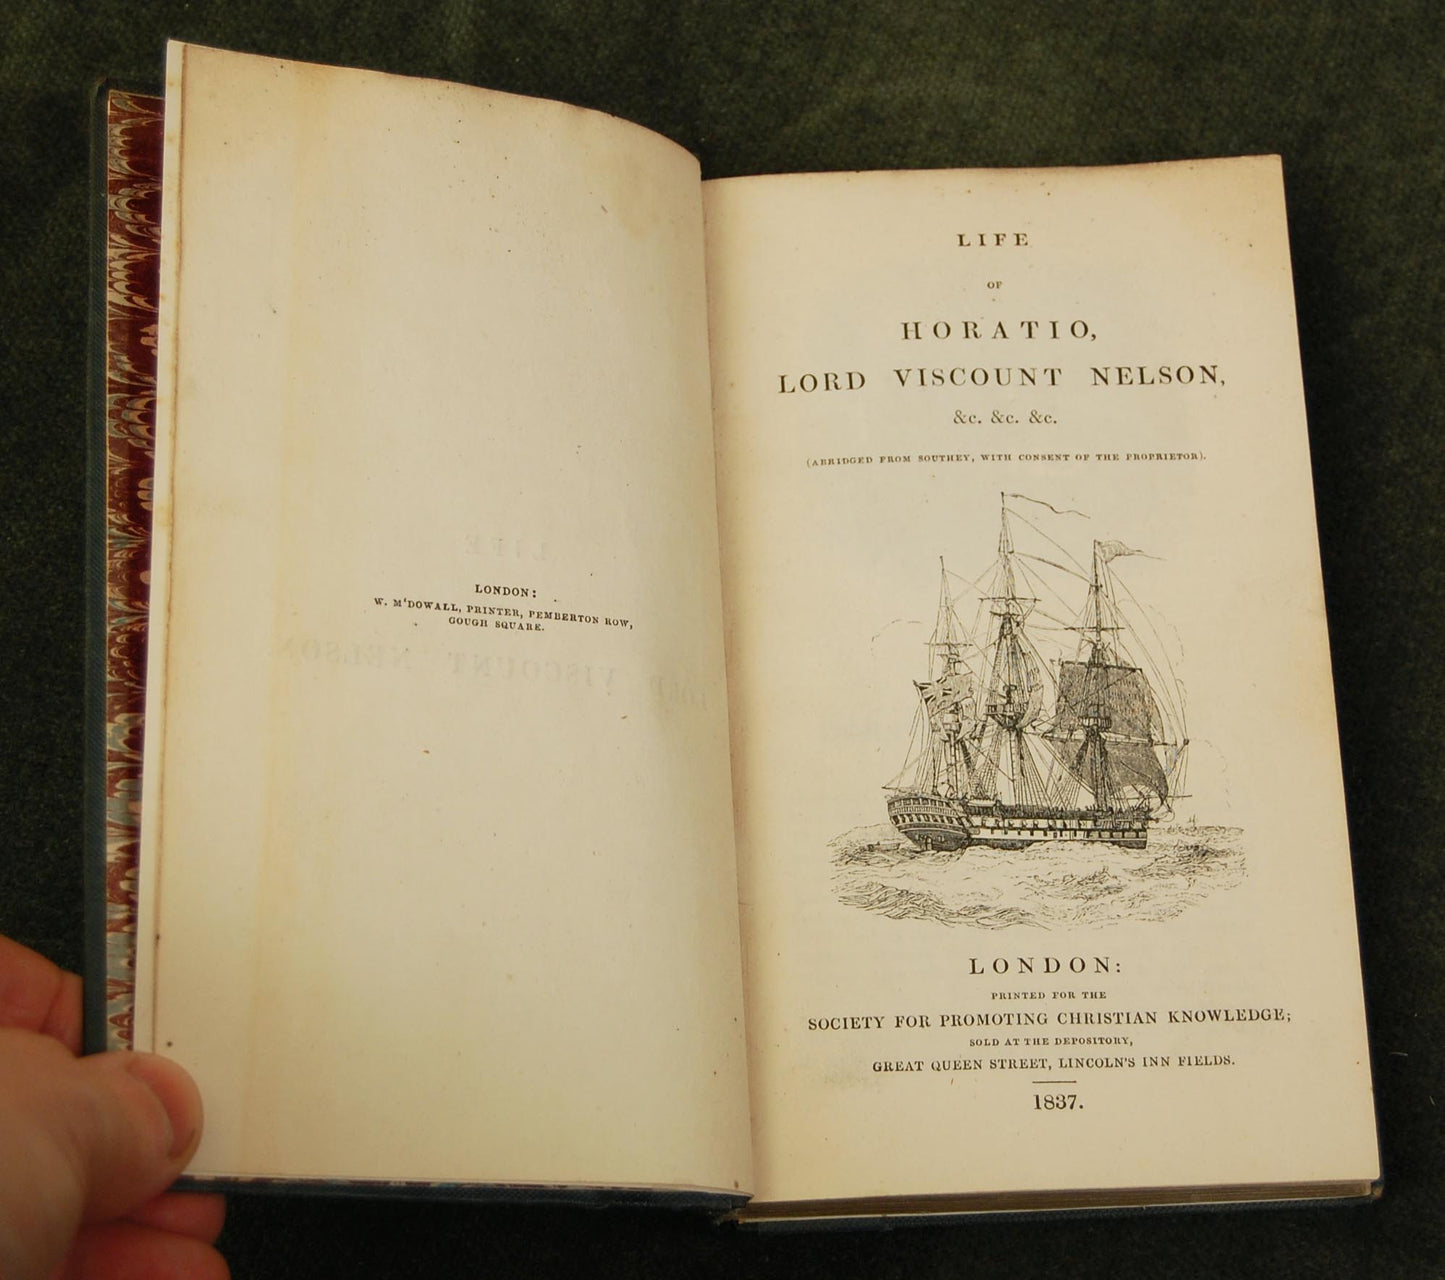 LONDON:
W. M'DOWALL, PRINTER, PEMBERTON ROW,
GOUGH SQUARE.
LIFE
OF
HORATIO,
LORD VISCOUNT NELSON,
&c. &c. &c.
(ABRIDGED FROM SOUTHEY, WITH CONSENT OF THE PROPRIETOR).
LONDON:
PRINTED FOR THE
SOCIETY FOR PROMOTING CHRISTIAN KNOWLEDGE;
SOLD AT THE DEPOSITORY,
GREAT QUEEN STREET, LINCOLN'S INN FIELDS.
1837.